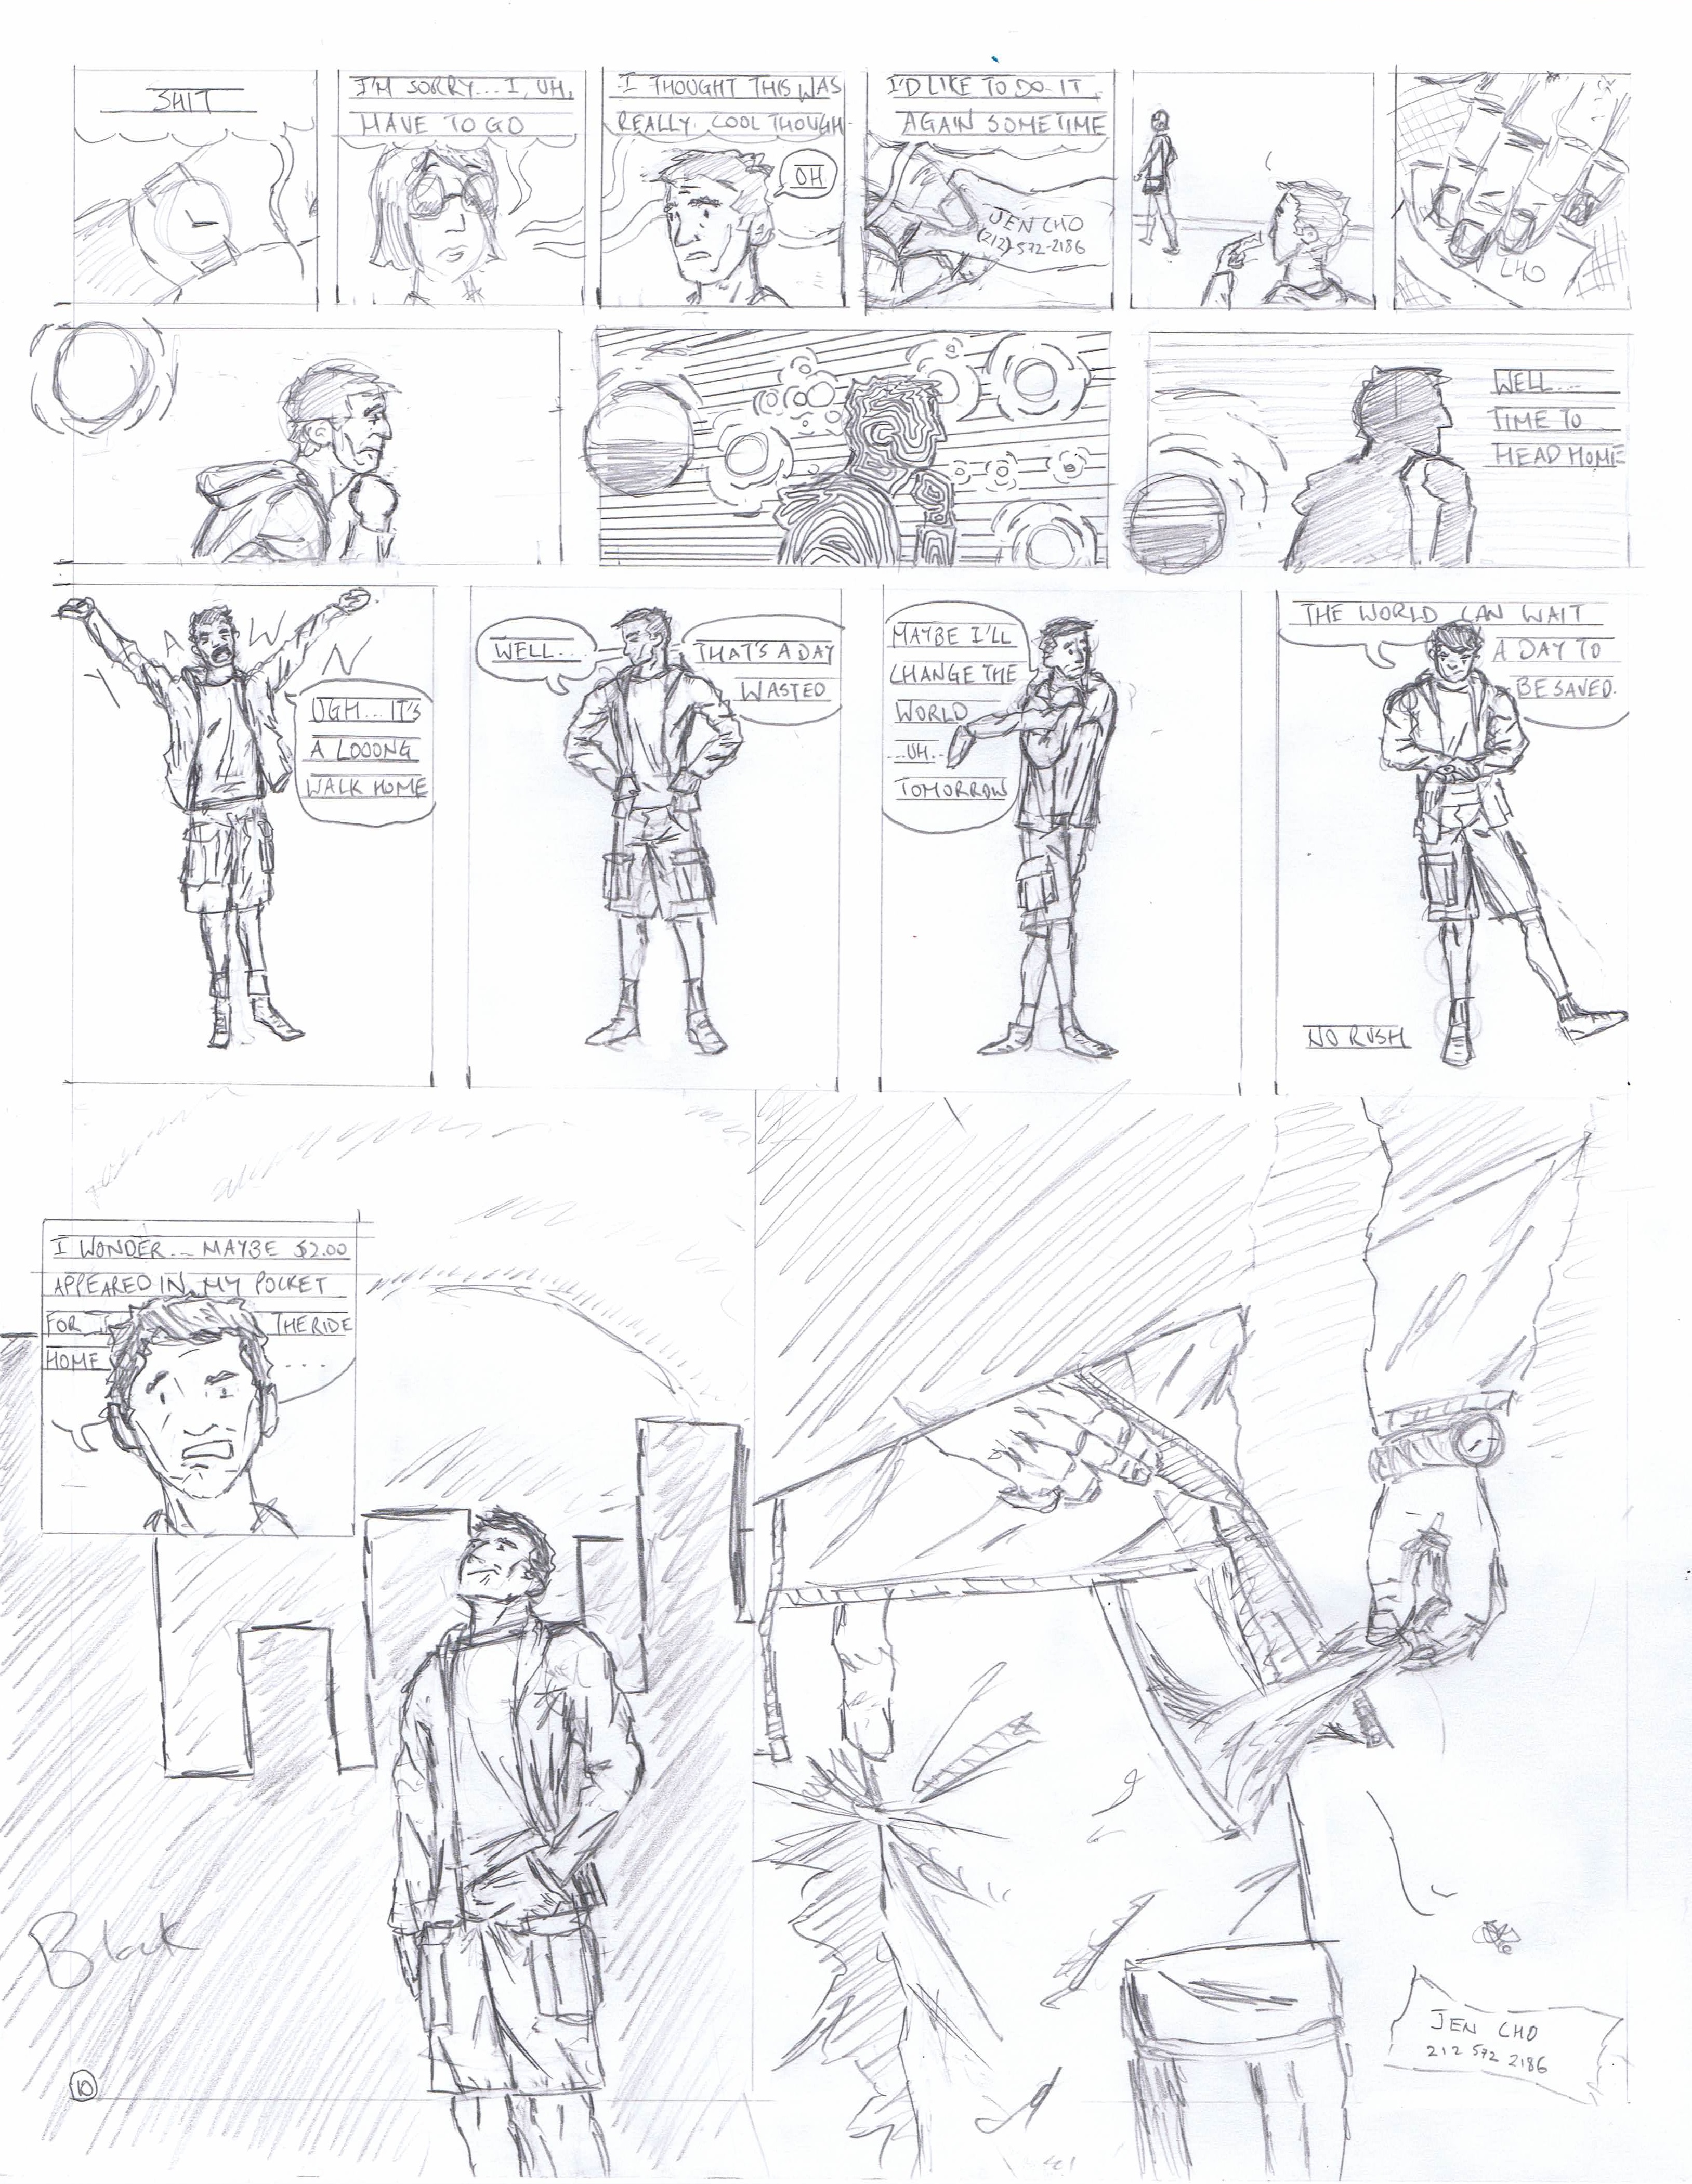 SHIT
I'M SORRY... I, UH,
HAVE TO GO
I THOUGHT THIS WAS
REALLY COOL THOUGH
OH
I'D LIKE TO DO IT
AGAIN SOMETIME
JEN CHO
(212) 572-2186
CHO
WELL....
TIME TO
HEAD HOME
YAWN
UGH... IT'S
A LOOONG
WALK HOME
WELL....
THAT'S A DAY
WASTED
MAYBE I'LL
CHANGE THE
WORLD
...UH..
TOMORROW
THE WORLD CAN WAIT
A DAY TO
BE SAVED.
NO RUSH
I WONDER... MAYBE $2.00
APPEARED IN MY POCKET
FOR THE RIDE
HOME ....
Black
JEN CHO
212 572 2186
10